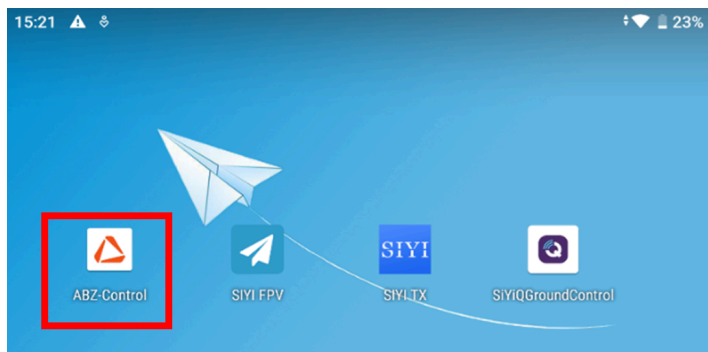 15:21 23%
SIYI
ABZ-Control SIYI FPV SIYI TX SiYiQGroundControl